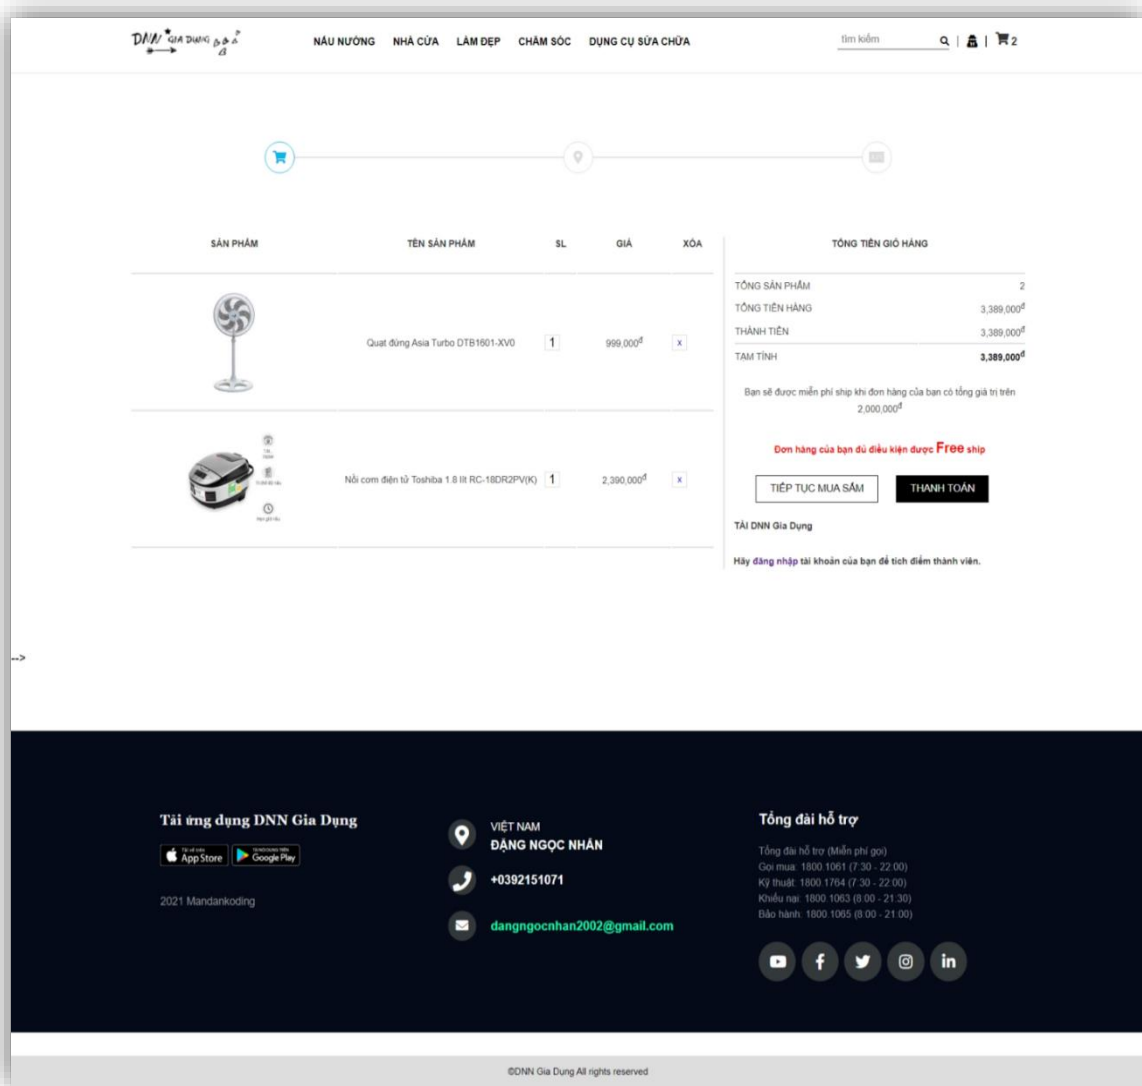 DNN GIA DỤNG
NẤU NƯỚNG NHÀ CỬA LÀM ĐẸP CHĂM SÓC DỤNG CỤ SỬA CHỮA
tìm kiếm
2
SẢN PHẨM TÊN SẢN PHẨM SL GIÁ XÓA
Quạt đứng Asia Turbo DTB1601-XV0 1 999,000đ x
Nồi cơm điện tử Toshiba 1.8 lít RC-18DR2PV(K) 1 2,390,000đ x
TỔNG TIỀN GIỎ HÀNG
TỔNG SẢN PHẨM 2
TỔNG TIỀN HÀNG 3,389,000đ
THÀNH TIỀN 3,389,000đ
TẠM TÍNH 3,389,000đ
Bạn sẽ được miễn phí ship khi đơn hàng của bạn có tổng giá trị trên
2,000,000đ
Đơn hàng của bạn đủ điều kiện được Free ship
TIẾP TỤC MUA SẮM THANH TOÁN
TẢI DNN Gia Dụng
Hãy đăng nhập tài khoản của bạn để tích điểm thành viên.
-->
Tải ứng dụng DNN Gia Dụng
App Store
Google Play
2021 Mandankoding
VIỆT NAM
ĐẶNG NGỌC NHÂN
+0392151071
dangngocnhan2002@gmail.com
Tổng đài hỗ trợ
Tổng đài hỗ trợ (Miễn phí gọi)
Gọi mua: 1800.1061 (7:30 - 22:00)
Kỹ thuật: 1800.1764 (7:30 - 22:00)
Khiếu nại: 1800.1063 (8:00 - 21:30)
Bảo hành: 1800.1065 (8:00 - 21:00)
©DNN Gia Dung All rights reserved